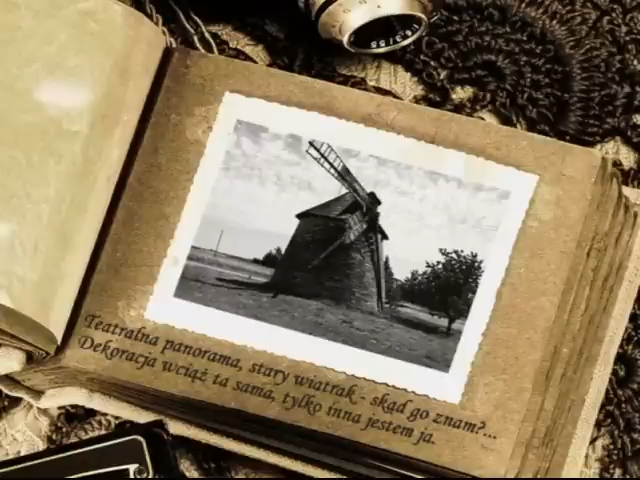 Teatralna panorama, stary wiatrak - skąd go znam?...
Dekoracja wciąż ta sama, tylko inna jestem ja.